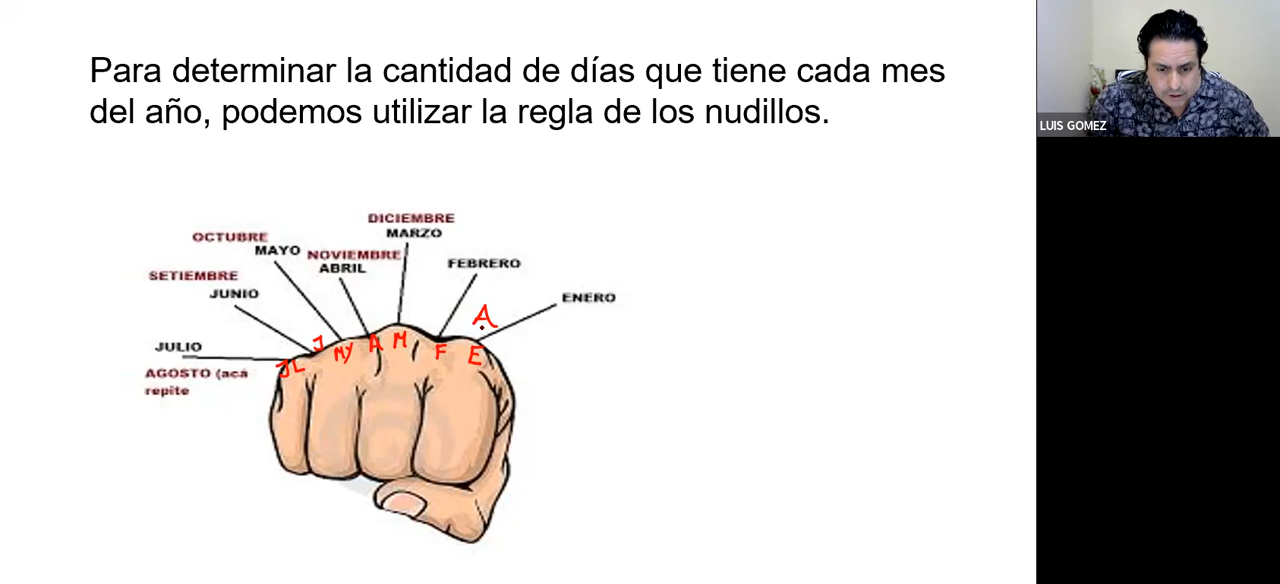 Para determinar la cantidad de días que tiene cada mes
del año, podemos utilizar la regla de los nudillos.
LUIS GOMEZ
DICIEMBRE
MARZO
OCTUBRE
MAYO
NOVIEMBRE
ABRIL
FEBRERO
SETIEMBRE
JUNIO
ENERO
A
JULIO
AGOSTO (acá
repite
JL J MY A M F E